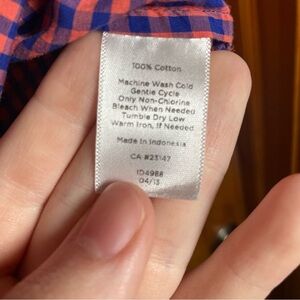 100% Cotton
Machine Wash Cold
Gentle Cycle
Only Non-Chlorine
Bleach When Needed
Tumble Dry Low
Warm Iron, If Needed
Made in Indonesia
CA #23147
ID4988
04/13